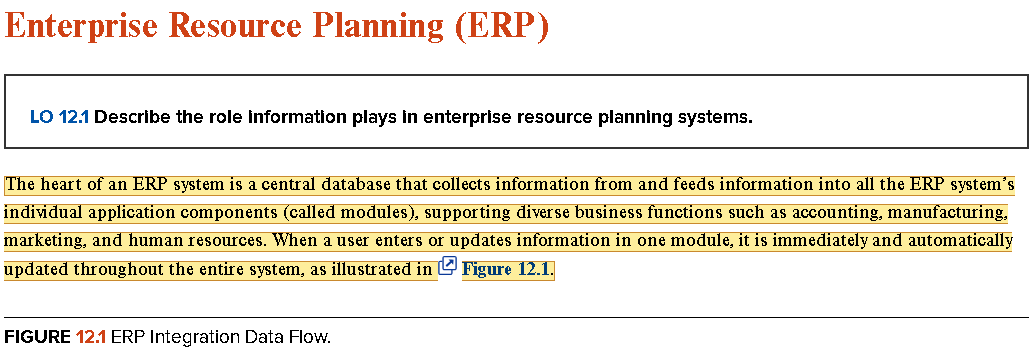 Enterprise Resource Planning (ERP)
LO 12.1 Describe the role information plays in enterprise resource planning systems.
The heart of an ERP system is a central database that collects information from and feeds information into all the ERP system's
individual application components (called modules), supporting diverse business functions such as accounting, manufacturing,
marketing, and human resources. When a user enters or updates information in one module, it is immediately and automatically
updated throughout the entire system, as illustrated in Figure 12.1.
FIGURE 12.1 ERP Integration Data Flow.